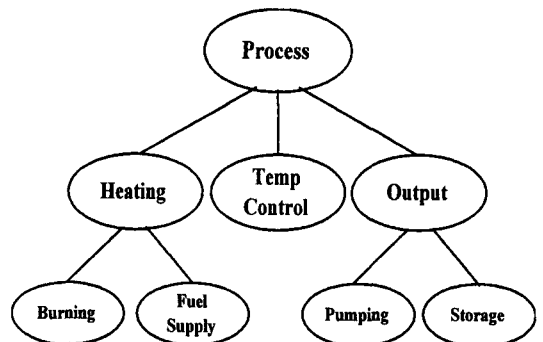 Process
Heating
Temp
Control
Output
Burning
Fuel
Supply
Pumping
Storage